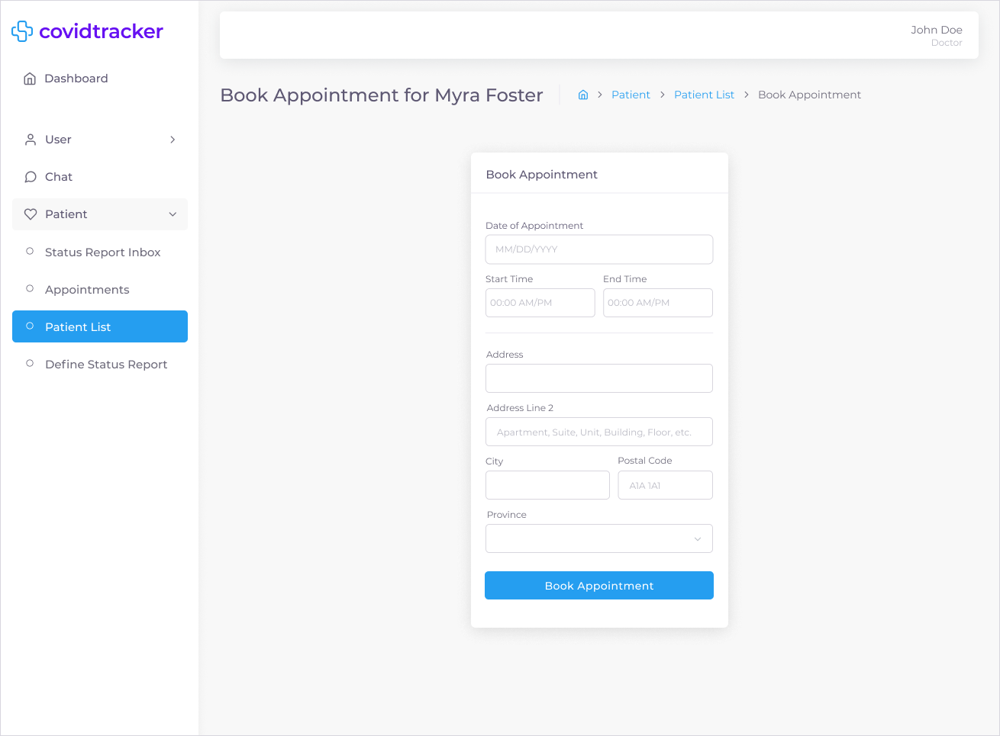 covidtracker
Dashboard
User
Chat
Patient
Status Report Inbox
Appointments
Patient List
Define Status Report
John Doe
Doctor
Book Appointment for Myra Foster
Patient Patient List Book Appointment
Book Appointment
Date of Appointment
MM/DD/YYYY
Start Time End Time
00:00 AM/PM 00:00 AM/PM
Address
Address Line 2
Apartment, Suite, Unit, Building, Floor, etc.
City Postal Code
A1A 1A1
Province
Book Appointment